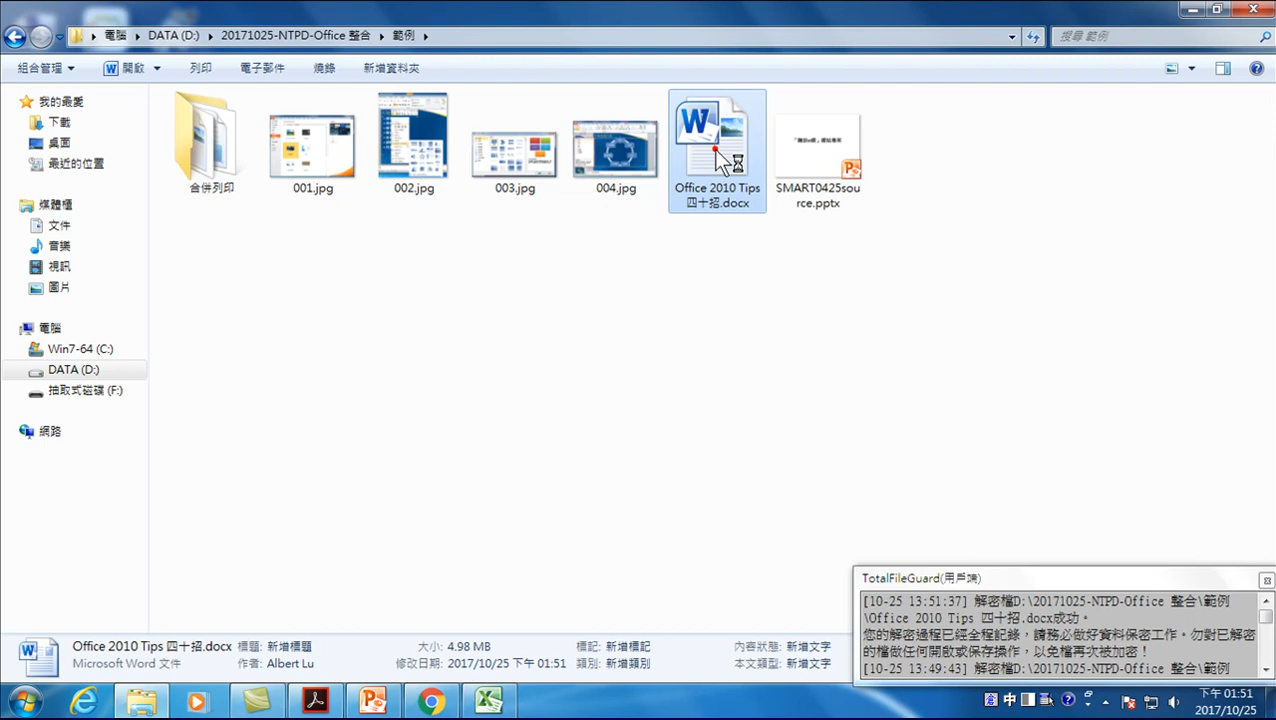 電腦 ▸ DATA (D:) ▸ 20171025-NTPD-Office 整合 ▸ 範例 ▸
搜尋 範例
組合管理 開啟 列印 電子郵件 燒錄 新增資料夾
我的最愛
下載
桌面
最近的位置
媒體櫃
文件
音樂
視訊
圖片
電腦
Win7-64 (C:)
DATA (D:)
抽取式磁碟 (F:)
網路
合併列印
001.jpg
002.jpg
003.jpg
004.jpg
Office 2010 Tips
四十招.docx
SMART0425sou
rce.pptx
TotalFileGuard(用戶端)
[10-25 13:51:37] 解密檔D:\20171025-NTPD-Office 整合\範例
\Office 2010 Tips 四十招.docx成功。
您的解密過程已經全程記錄，請務必做好資料保密工作。勿對已解密
的檔做任何開啟或保存操作，以免檔再次被加密！
[10-25 13:49:43] 解密檔D:\20171025-NTPD-Office 整合\範例
Office 2010 Tips 四十招.docx 標題: 新增標題 大小: 4.98 MB 標記: 新增標記 內容狀態: 新增文字
Microsoft Word 文件 作者: Albert Lu 修改日期: 2017/10/25 下午 01:51 類別: 新增類別 本文類型: 新增文字
中
下午 01:51
2017/10/25